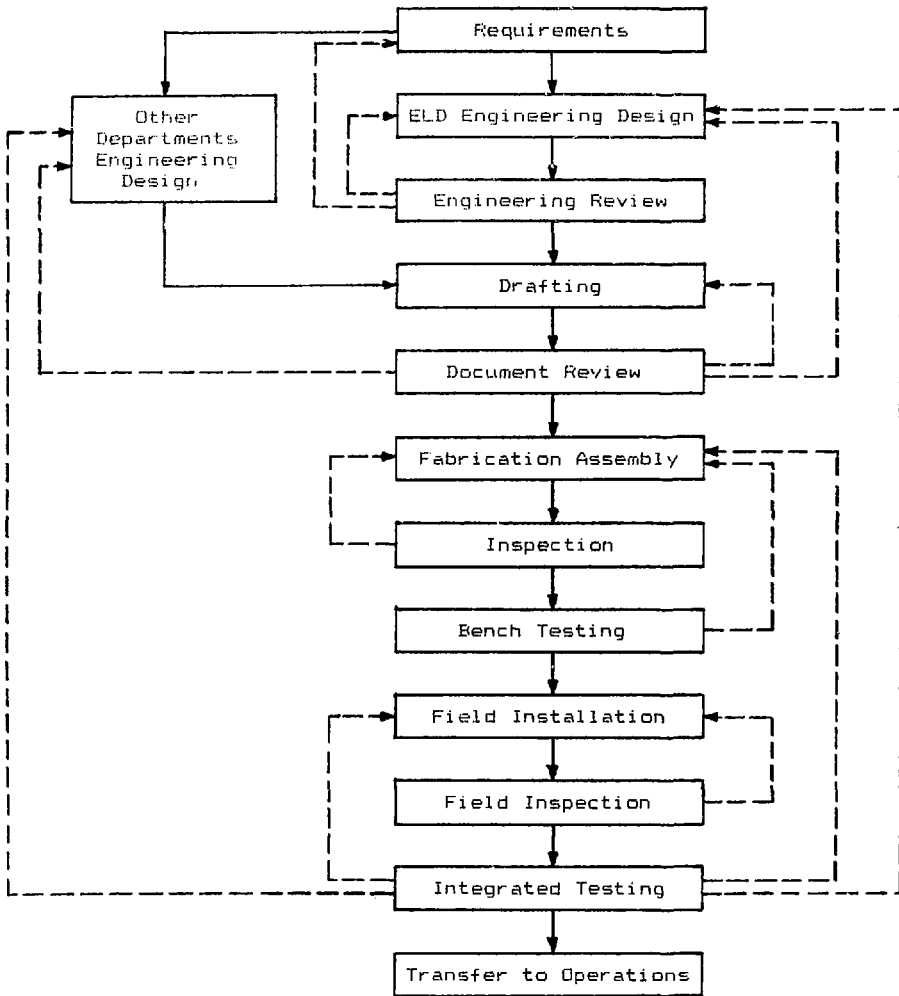 Requirements
Other
Departments
Engineering
Design
ELD Engineering Design
Engineering Review
Drafting
Document Review
Fabrication Assembly
Inspection
Bench Testing
Field Installation
Field Inspection
Integrated Testing
Transfer to Operations